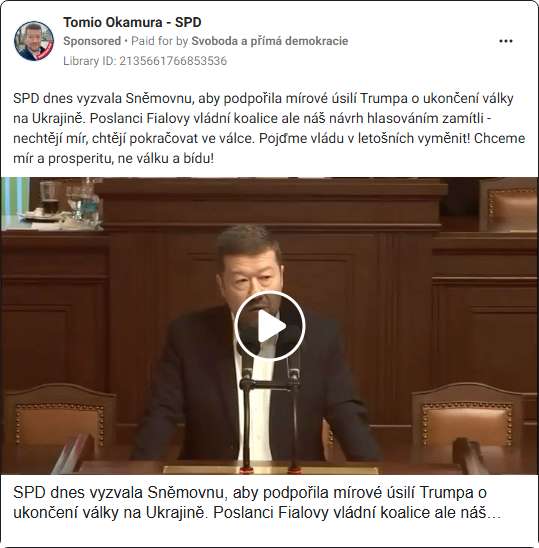 Tomio Okamura - SPD
Sponsored • Paid for by Svoboda a přímá demokracie
Library ID: 2135661766853536
SPD dnes vyzvala Sněmovnu, aby podpořila mírové úsilí Trumpa o ukončení války
na Ukrajině. Poslanci Fialovy vládní koalice ale náš návrh hlasováním zamítli -
nechtějí mír, chtějí pokračovat ve válce. Pojďme vládu v letošních vyměnit! Chceme
mír a prosperitu, ne válku a bídu!
SPD dnes vyzvala Sněmovnu, aby podpořila mírové úsilí Trumpa o
ukončení války na Ukrajině. Poslanci Fialovy vládní koalice ale náš...